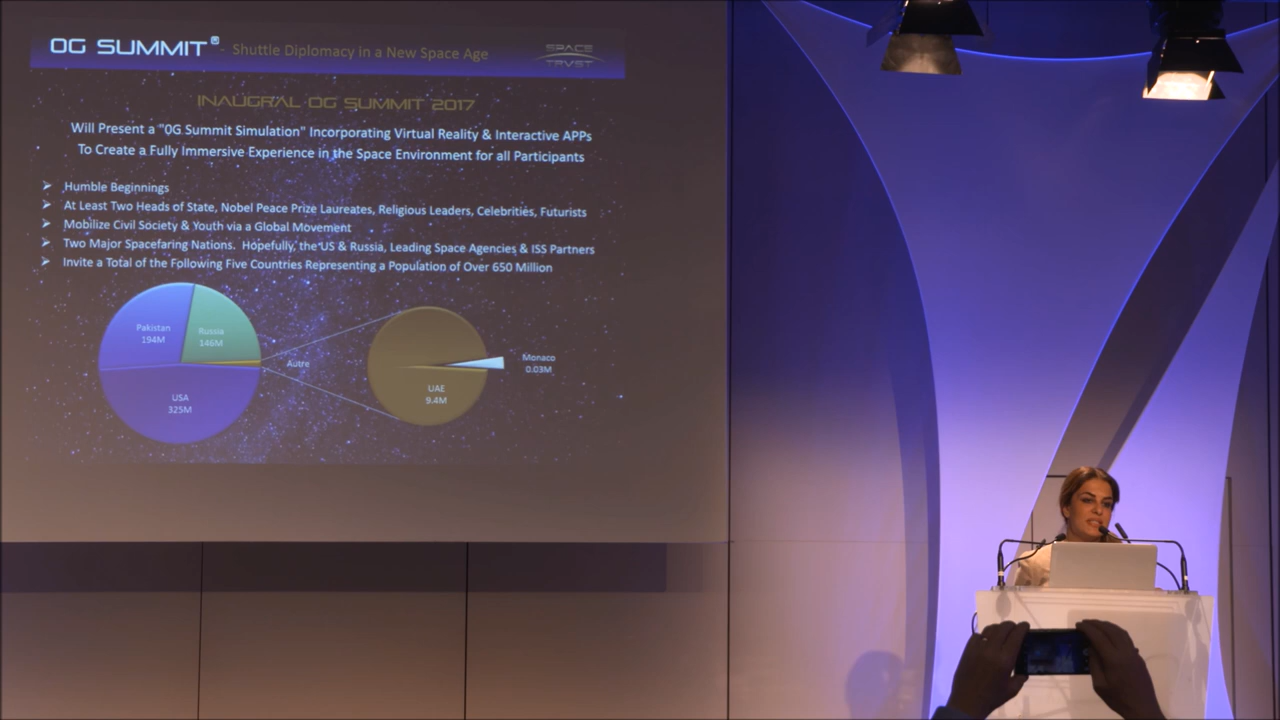 0G SUMMIT® - Shuttle Diplomacy in a New Space Age
SPACE
TRVST
INAUGRAL 0G SUMMIT 2017
Will Present a "0G Summit Simulation" Incorporating Virtual Reality & Interactive APPs
To Create a Fully Immersive Experience in the Space Environment for all Participants
➢ Humble Beginnings
➢ At Least Two Heads of State, Nobel Peace Prize Laureates, Religious Leaders, Celebrities, Futurists
➢ Mobilize Civil Society & Youth via a Global Movement
➢ Two Major Spacefaring Nations. Hopefully, the US & Russia, Leading Space Agencies & ISS Partners
➢ Invite a Total of the Following Five Countries Representing a Population of Over 650 Million
Pakistan
194M
Russia
146M
USA
325M
Autre
UAE
9.4M
Monaco
0.03M